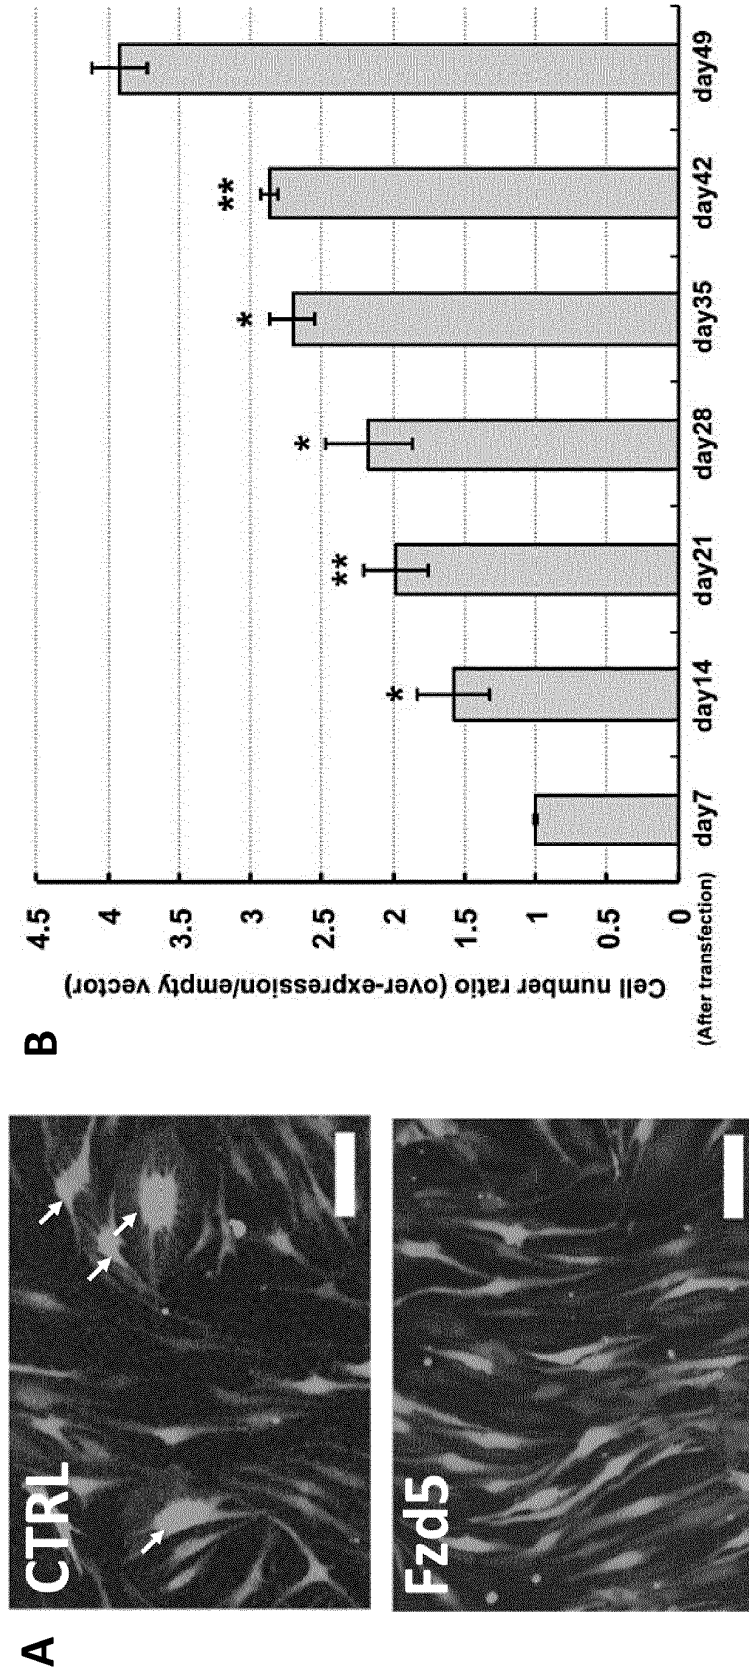 A
CTRL
Fzd5
B
Cell number ratio (over-expression/empty vector)
4.5
4
3.5
3
2.5
2
1.5
1
0.5
0
*
**
*
*
**
day7
day14
day21
day28
day35
day42
day49
(After transfection)